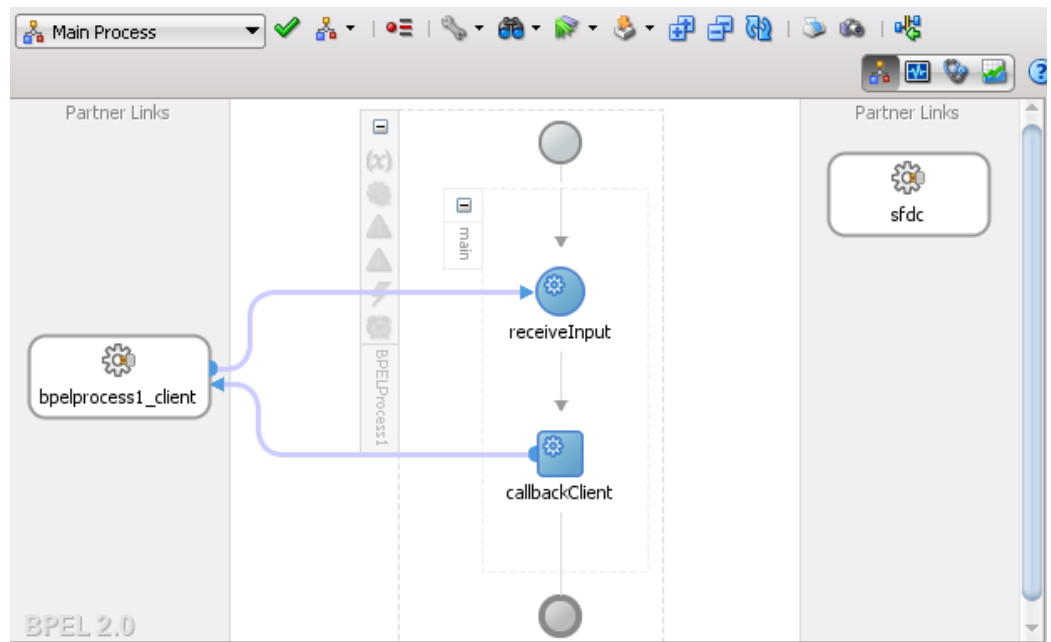 Main Process
Partner Links
Partner Links
sfdc
main
receiveInput
bpelprocess1_client
BPELProcess1
callbackClient
BPEL 2.0